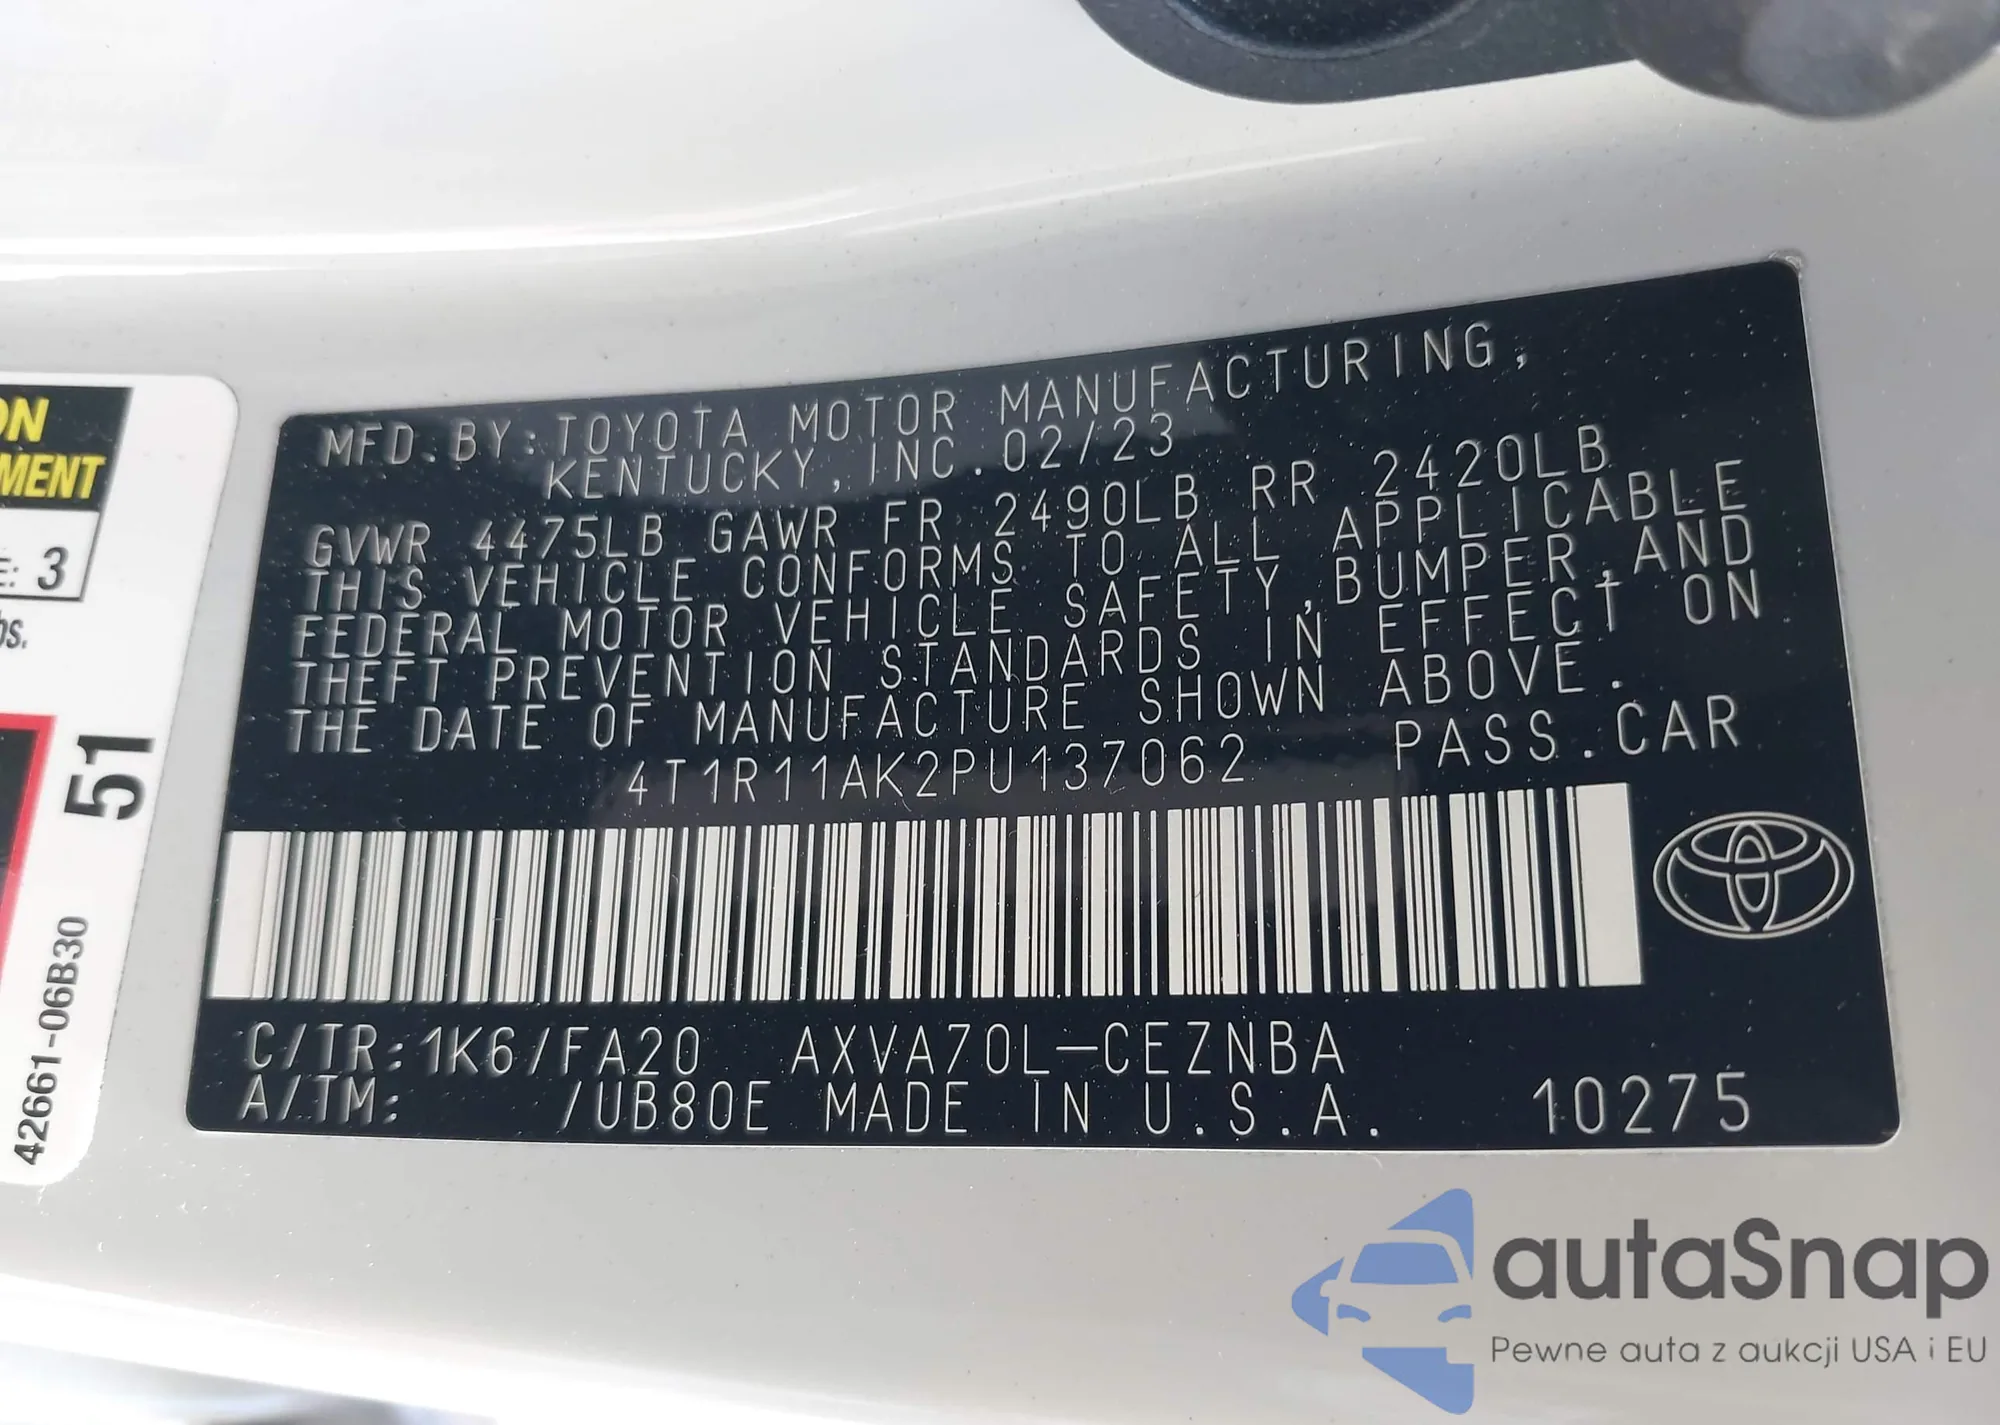 ON
MENT
E: 3
bs.
51
42661-06B30
MFD.BY:TOYOTA MOTOR MANUFACTURING,
KENTUCKY,INC.02/23
GVWR 4475LB GAWR FR 2490LB RR 2420LB
THIS VEHICLE CONFORMS TO ALL APPLICABLE
FEDERAL MOTOR VEHICLE SAFETY,BUMPER,AND
THEFT PREVENTION STANDARDS IN EFFECT ON
THE DATE OF MANUFACTURE SHOWN ABOVE.
4T1R11AK2PU137062 PASS.CAR
C/TR:1K6/FA20 AXVA70L-CEZNBA
A/TM: /UB80E MADE IN U.S.A. 10275
autaSnap
Pewne auta z aukcji USA i EU